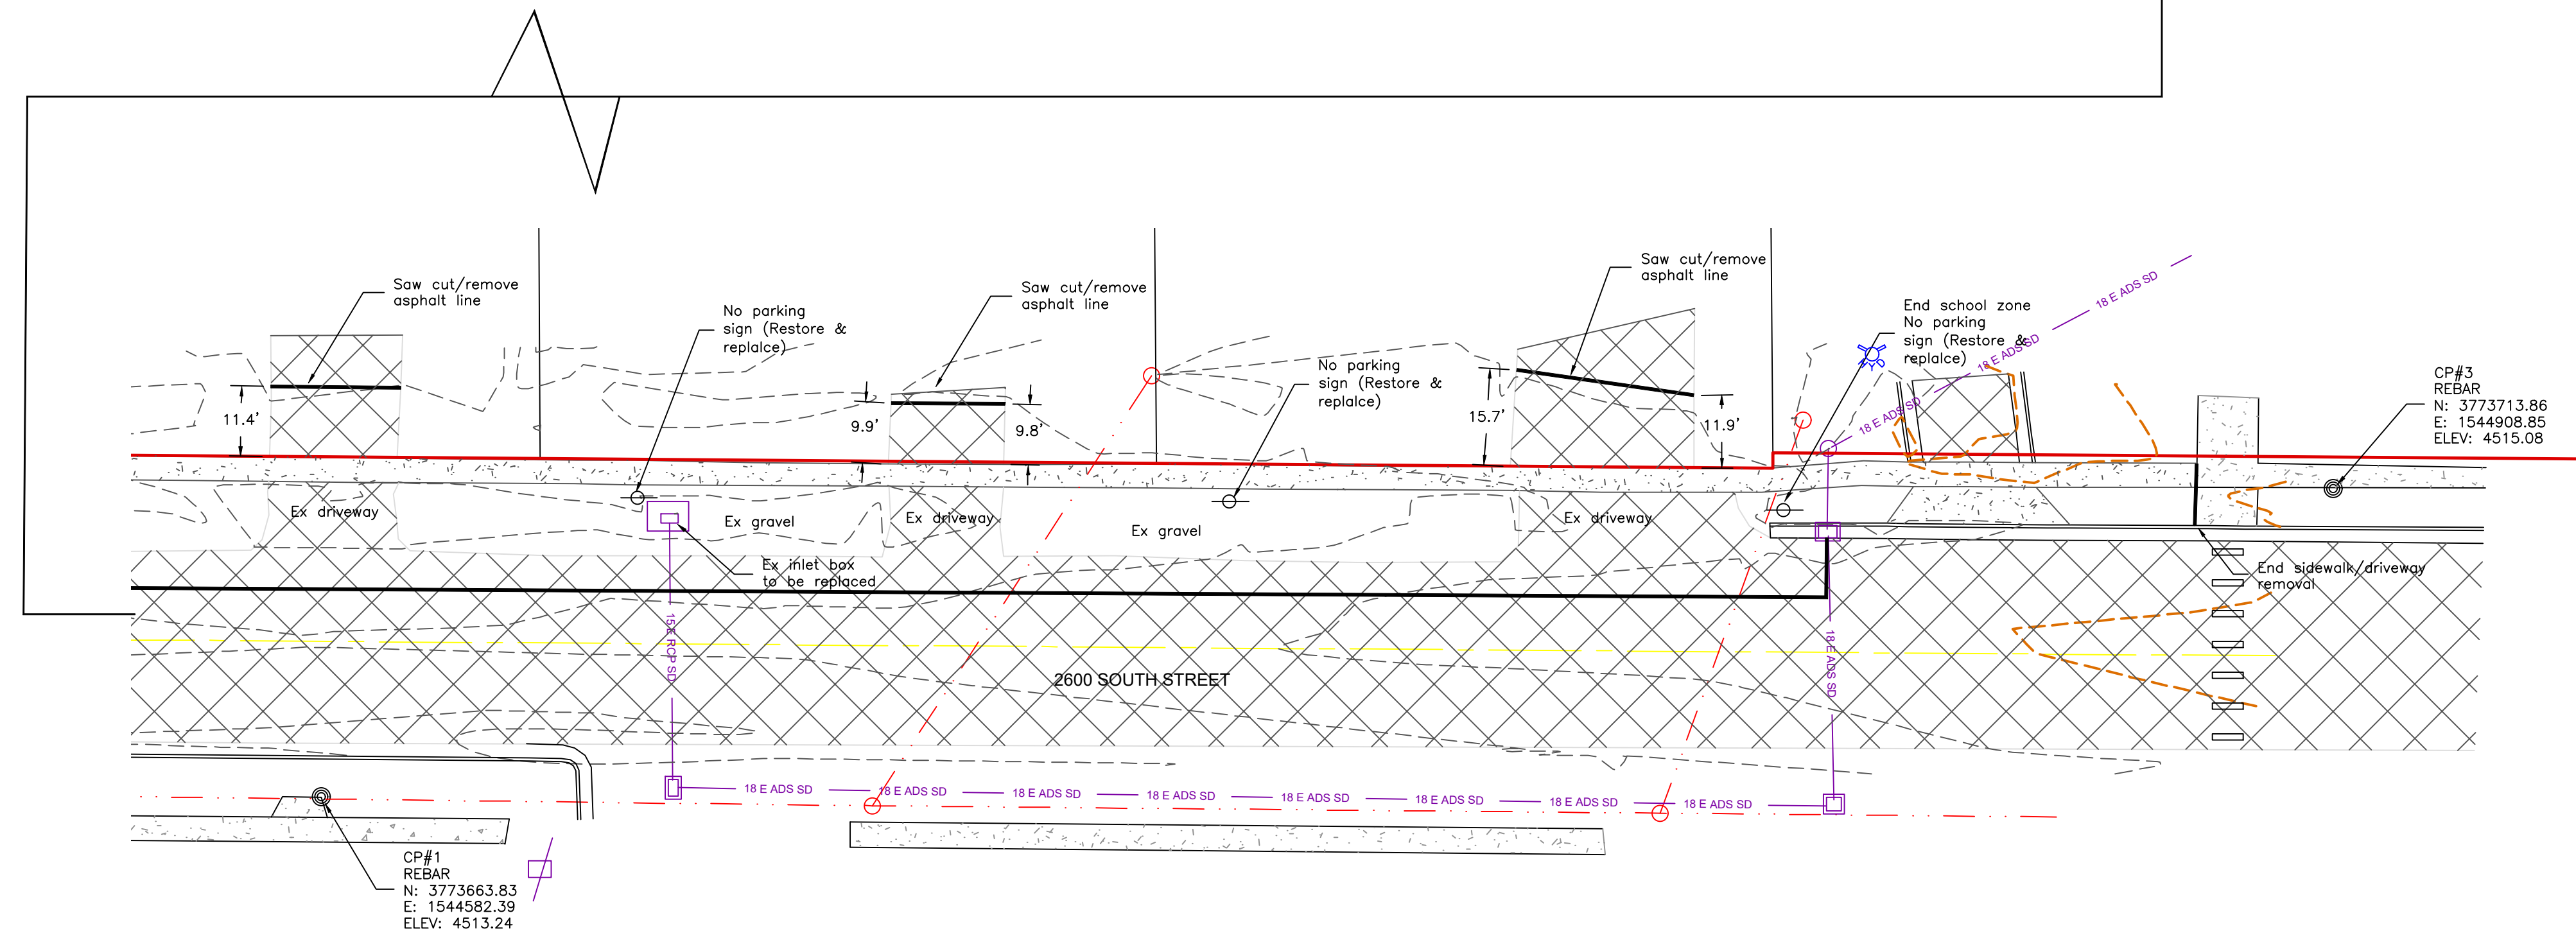 Saw cut/remove
asphalt line
No parking
sign (Restore &
replalce)
Saw cut/remove
asphalt line
No parking
sign (Restore &
replalce)
Saw cut/remove
asphalt line
End school zone
No parking
sign (Restore &
replalce)
18 E ADS SD
18 E ADS SD
18 E ADS SD
CP#3
REBAR
N: 3773713.86
E: 1544908.85
ELEV: 4515.08
11.4'
9.9'
9.8'
15.7'
11.9'
Ex driveway
Ex gravel
Ex driveway
Ex gravel
Ex driveway
Ex inlet box
to be replaced
End sidewalk/driveway
removal
15 E RCP SD
18 E ADS SD
2600 SOUTH STREET
18 E ADS SD
18 E ADS SD
18 E ADS SD
18 E ADS SD
18 E ADS SD
18 E ADS SD
18 E ADS SD
18 E ADS SD
CP#1
REBAR
N: 3773663.83
E: 1544582.39
ELEV: 4513.24